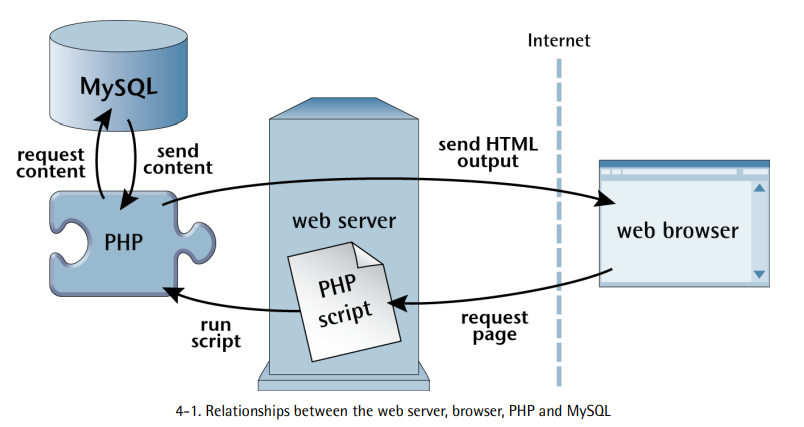 Internet
MySQL
request
content
send
content
send HTML
output
web server
web browser
PHP
PHP
script
run
script
request
page
4-1. Relationships between the web server, browser, PHP and MySQL